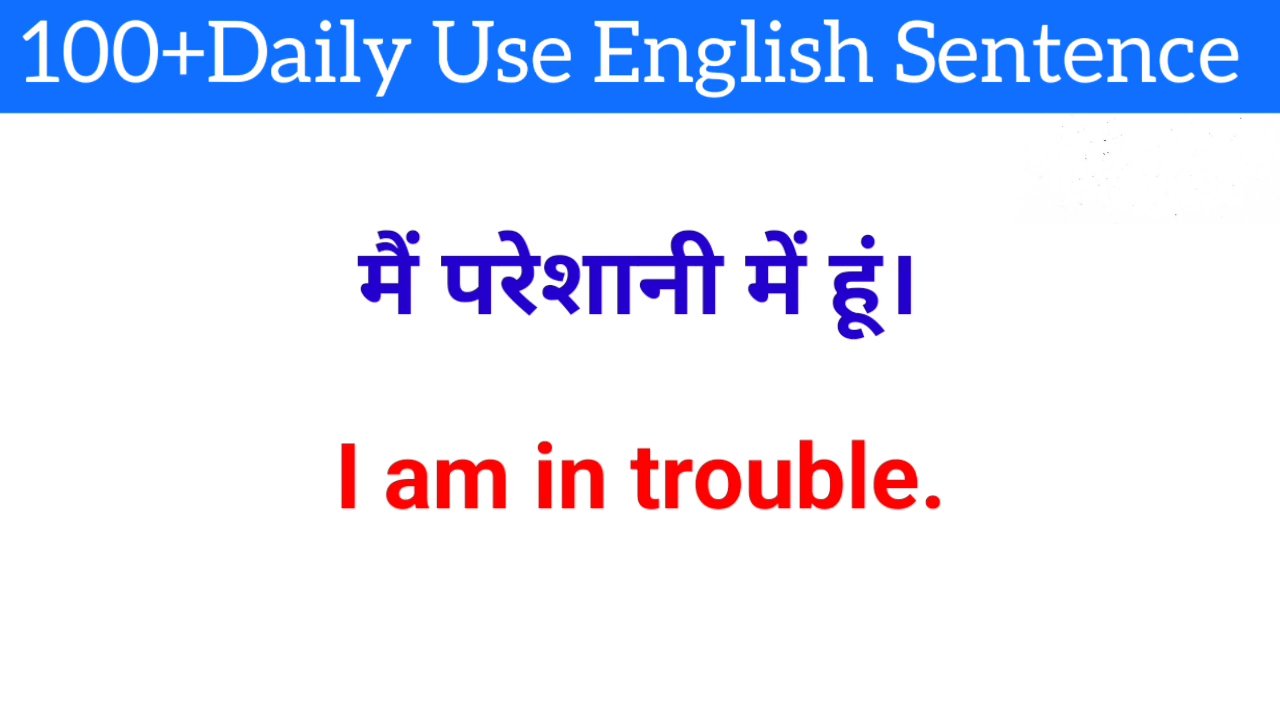 100+Daily Use English Sentence
मैं परेशानी में हूं।
I am in trouble.